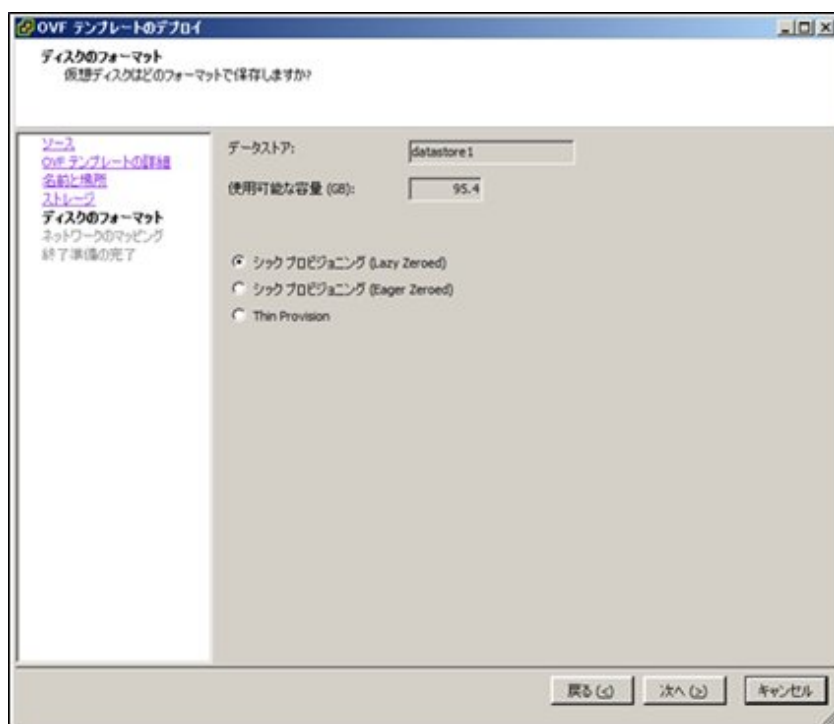 OVF テンプレートのデプロイ
ディスクのフォーマット
仮想ディスクはどのフォーマットで保存しますか?
ソース
OVF テンプレートの詳細
名前と場所
ストレージ
ディスクのフォーマット
ネットワークのマッピング
終了準備の完了
データストア:
datastore1
使用可能な容量 (GB):
95.4
シック プロビジョニング (Lazy Zeroed)
シック プロビジョニング (Eager Zeroed)
Thin Provision
戻る (<)
次へ (>)
キャンセル